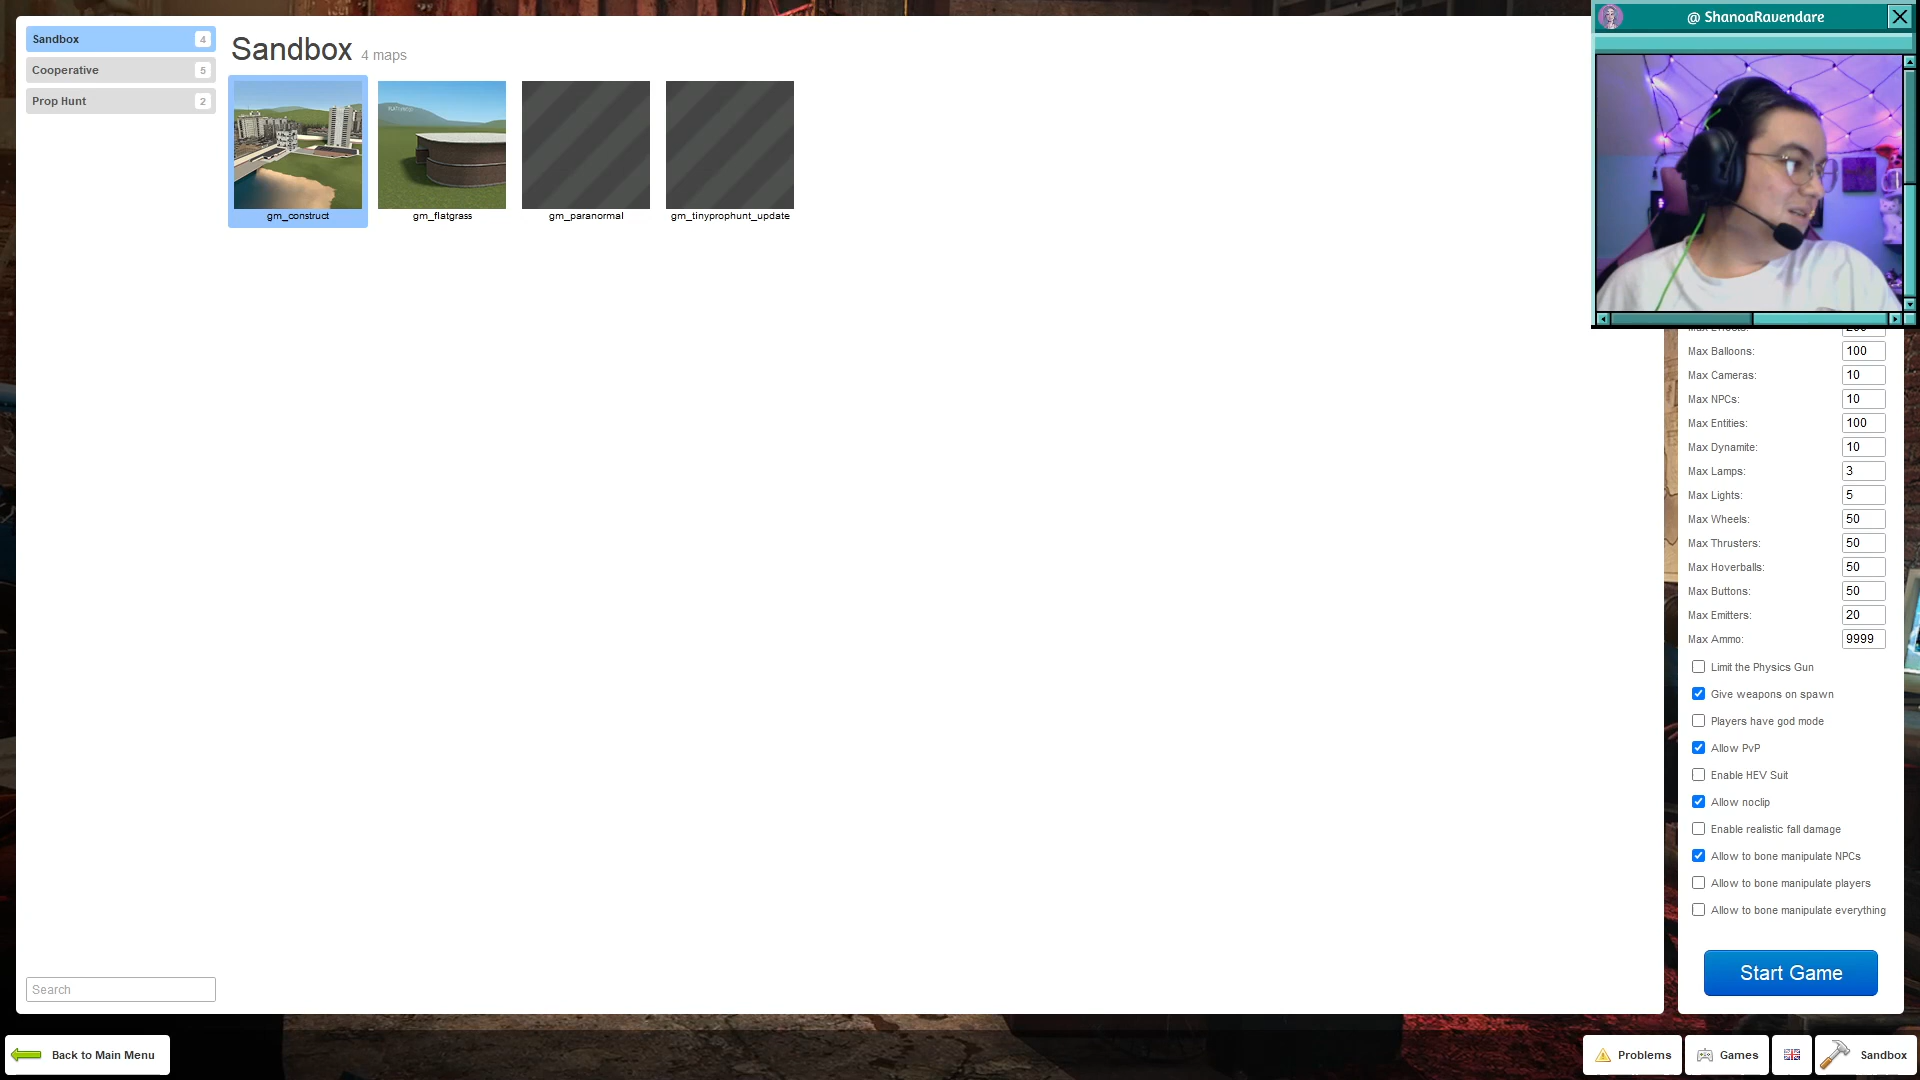 Sandbox 4
Cooperative 5
Prop Hunt 2
Sandbox 4 maps
gm_construct
gm_flatgrass
gm_paranormal
gm_tinyprophunt_update
@ ShanoaRavendare
Max Balloons: 100
Max Cameras: 10
Max NPCs: 10
Max Entities: 100
Max Dynamite: 10
Max Lamps: 3
Max Lights: 5
Max Wheels: 50
Max Thrusters: 50
Max Hoverballs: 50
Max Buttons: 50
Max Emitters: 20
Max Ammo: 9999
Limit the Physics Gun
Give weapons on spawn
Players have god mode
Allow PvP
Enable HEV Suit
Allow noclip
Enable realistic fall damage
Allow to bone manipulate NPCs
Allow to bone manipulate players
Allow to bone manipulate everything
Start Game
Search
Back to Main Menu
Problems
Games
Sandbox